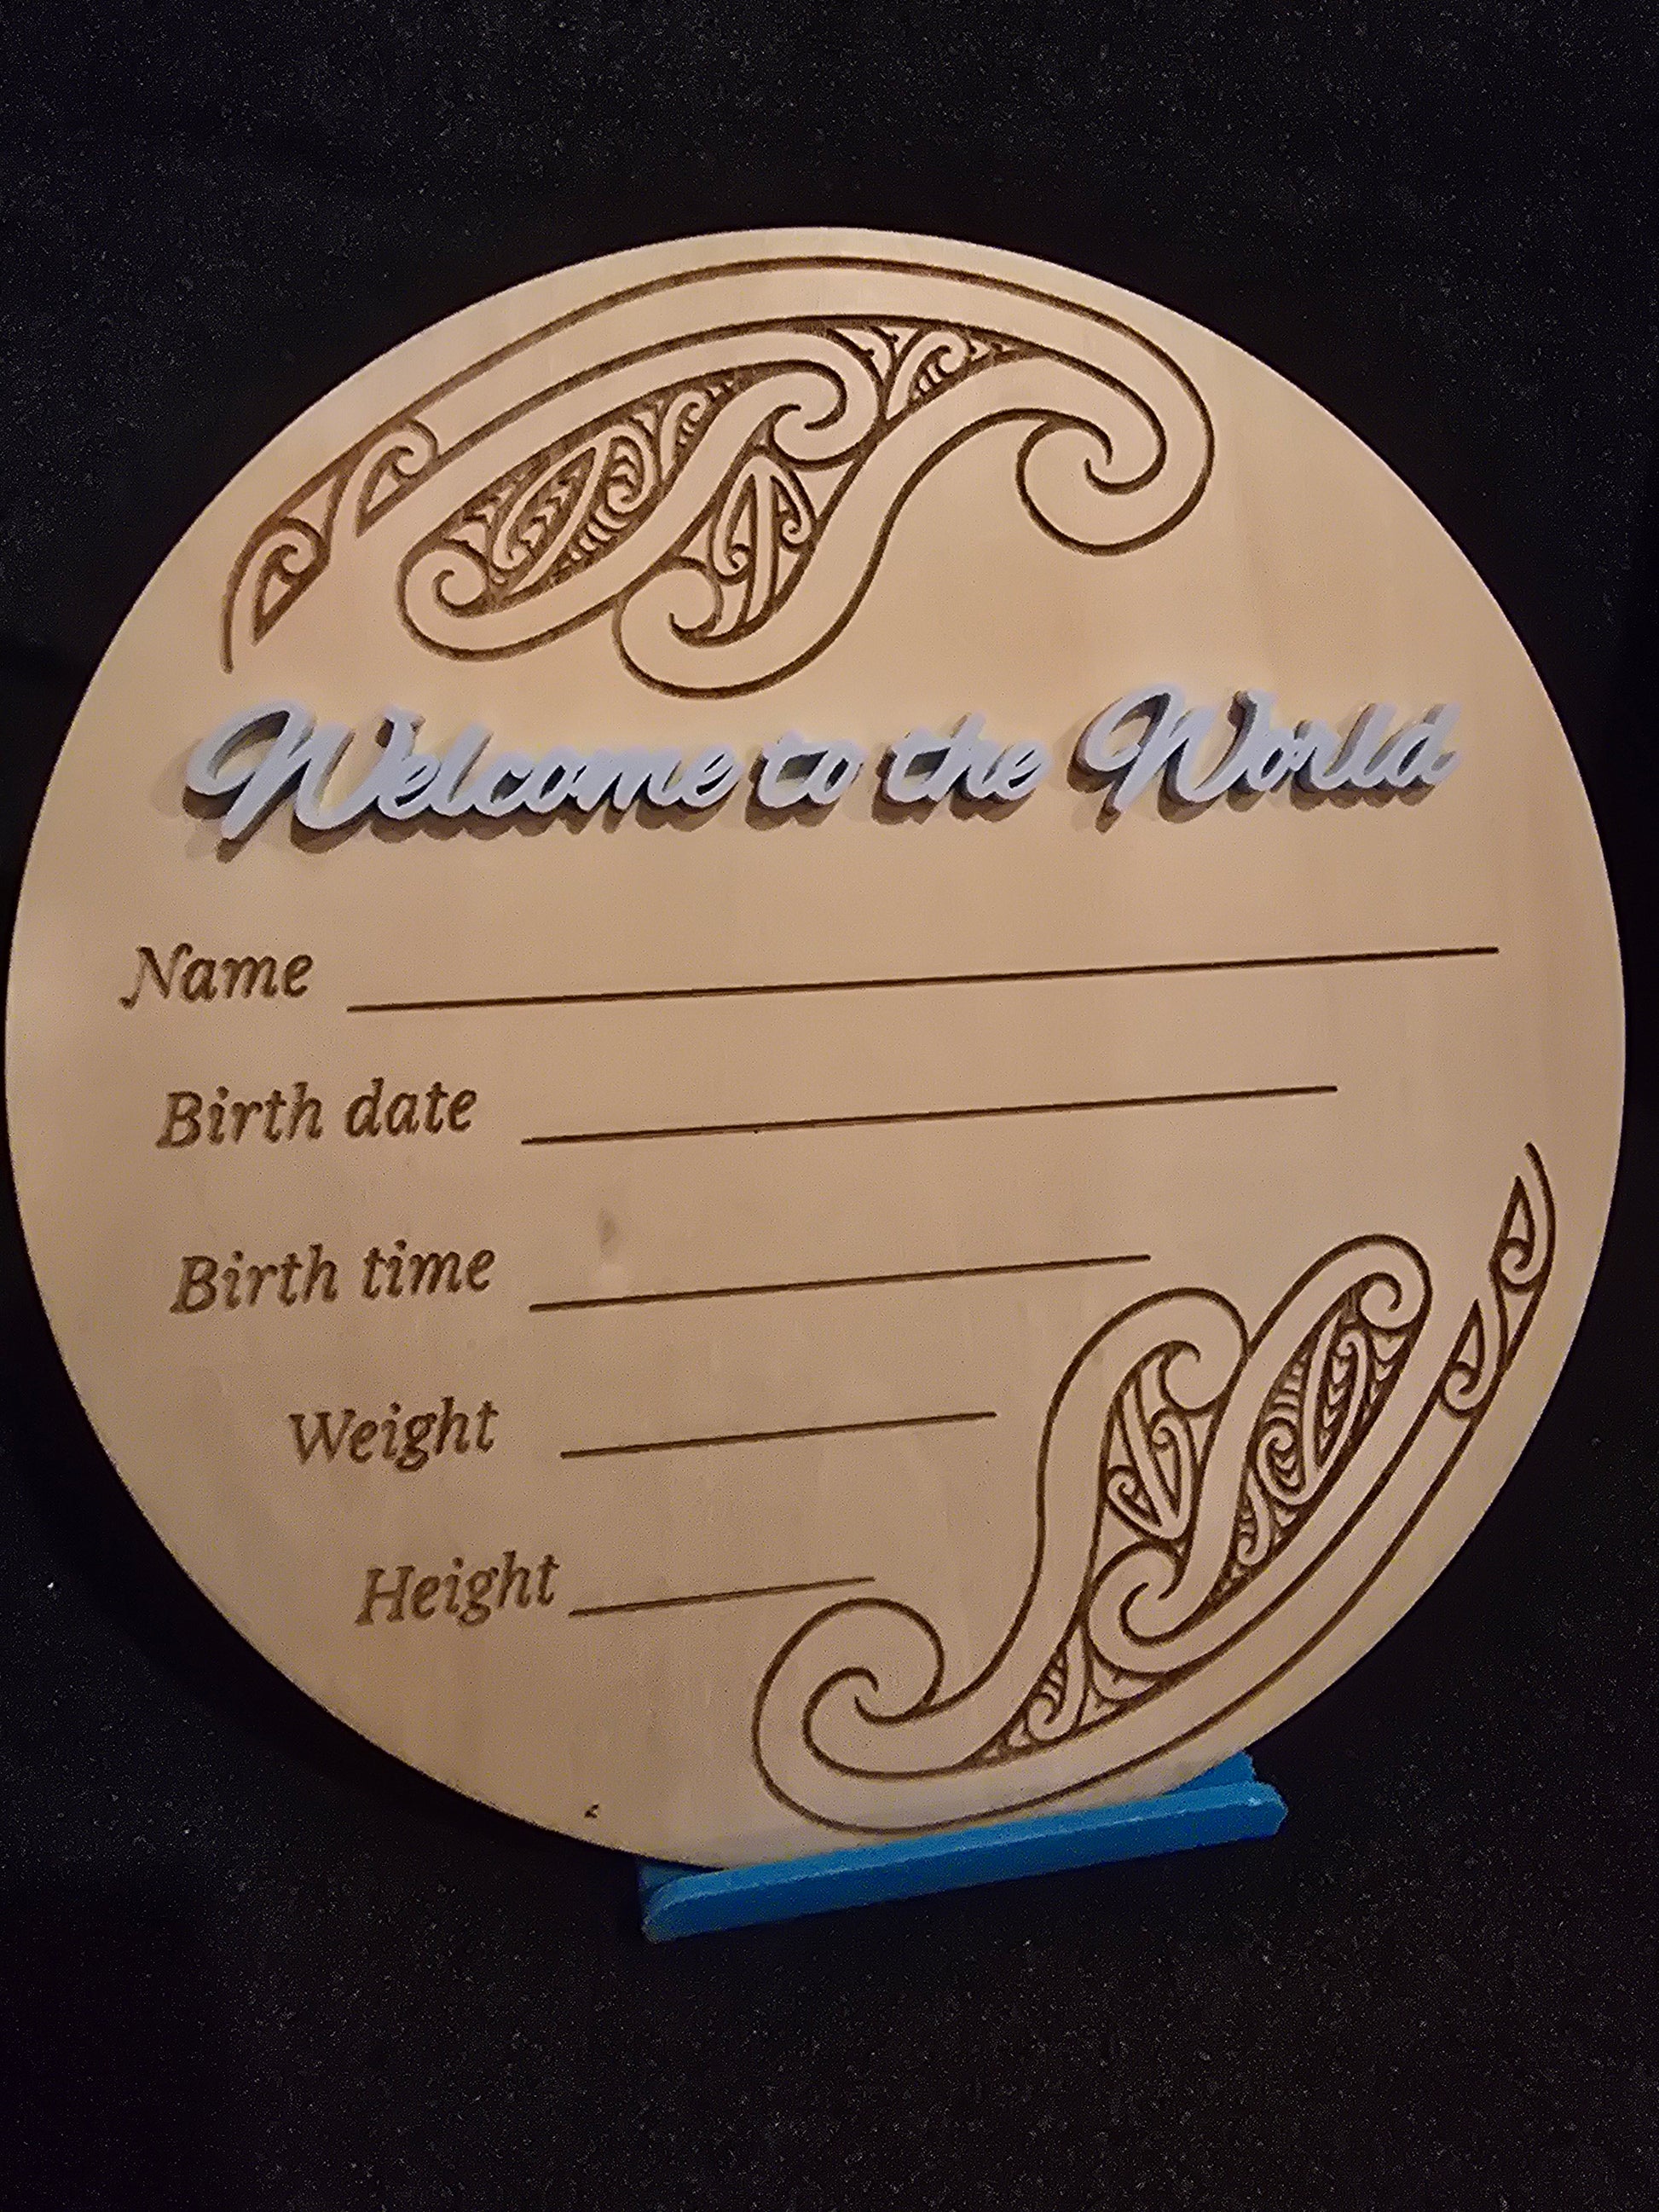 Welcome to the World
Name
Birth date
Birth time
Weight
Height